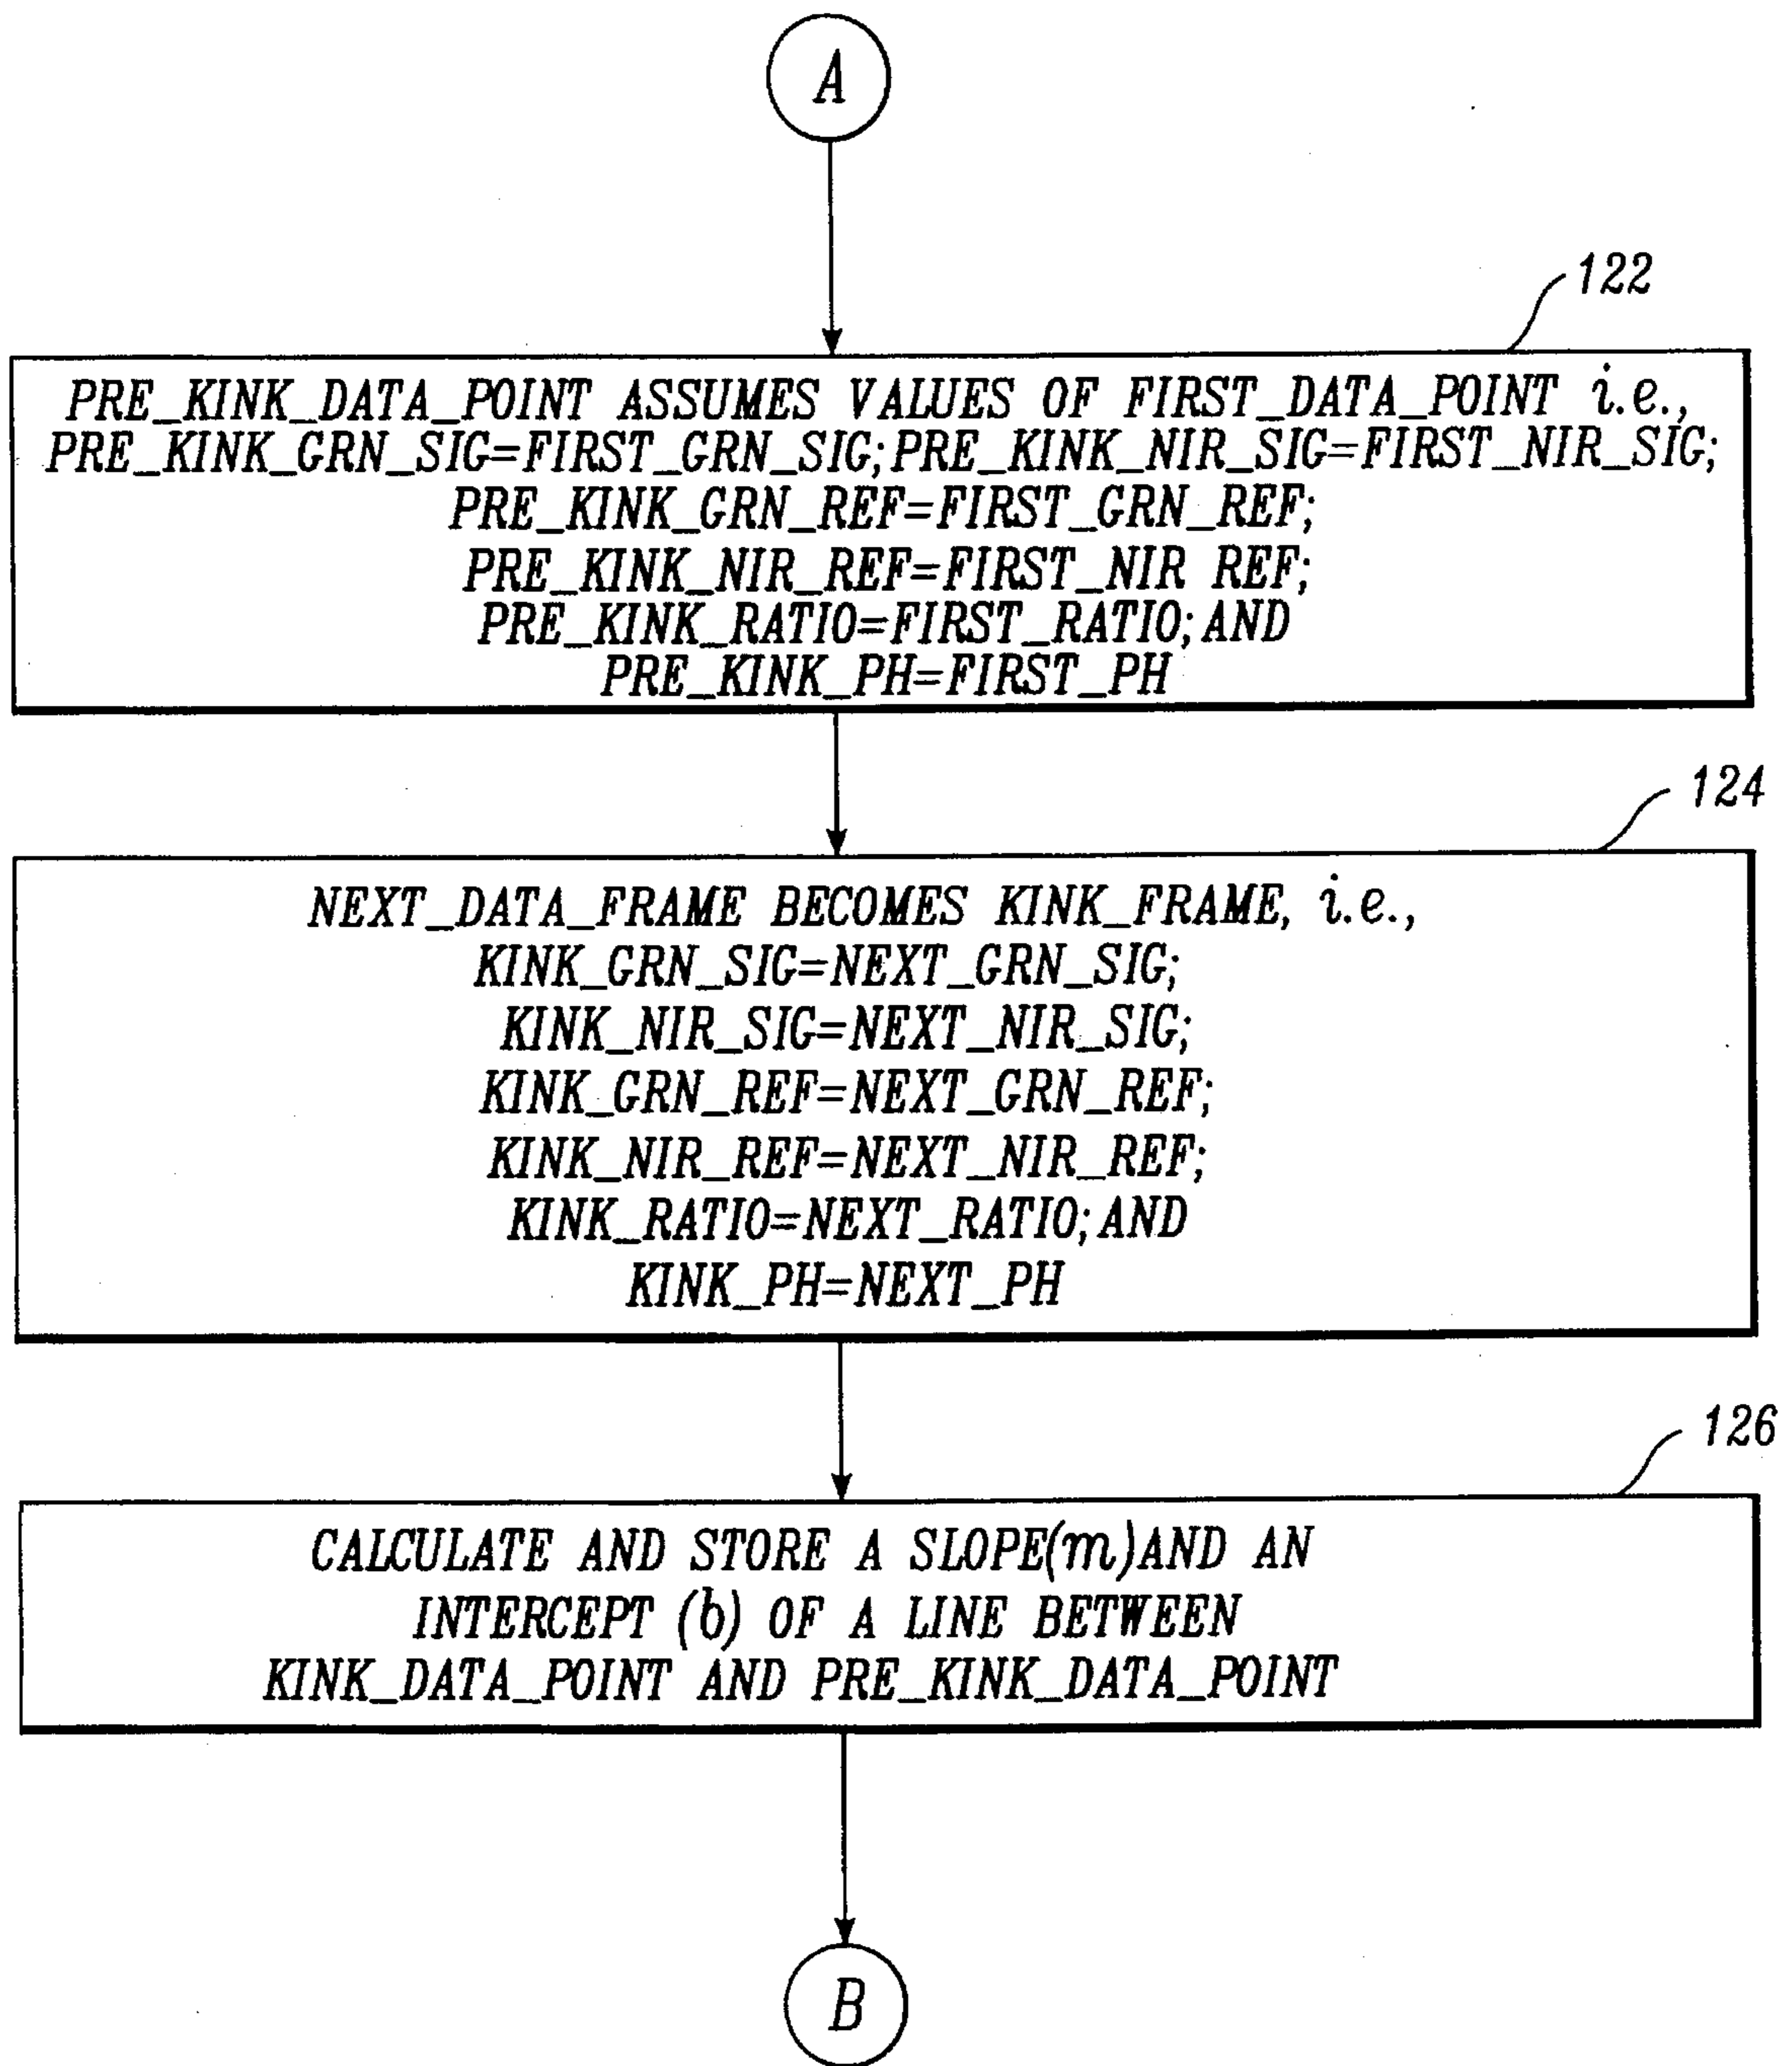 A
122
PRE_KINK_DATA_POINT ASSUMES VALUES OF FIRST_DATA_POINT i.e.,
PRE_KINK_GRN_SIG=FIRST_GRN_SIG; PRE_KINK_NIR_SIG=FIRST_NIR_SIG;
PRE_KINK_GRN_REF=FIRST_GRN_REF;
PRE_KINK_NIR_REF=FIRST_NIR REF;
PRE_KINK_RATIO=FIRST_RATIO; AND
PRE_KINK_PH=FIRST_PH
124
NEXT_DATA_FRAME BECOMES KINK_FRAME, i.e.,
KINK_GRN_SIG=NEXT_GRN_SIG;
KINK_NIR_SIG=NEXT_NIR_SIG;
KINK_GRN_REF=NEXT_GRN_REF;
KINK_NIR_REF=NEXT_NIR_REF;
KINK_RATIO=NEXT_RATIO; AND
KINK_PH=NEXT_PH
126
CALCULATE AND STORE A SLOPE(m) AND AN
INTERCEPT (b) OF A LINE BETWEEN
KINK_DATA_POINT AND PRE_KINK_DATA_POINT
B